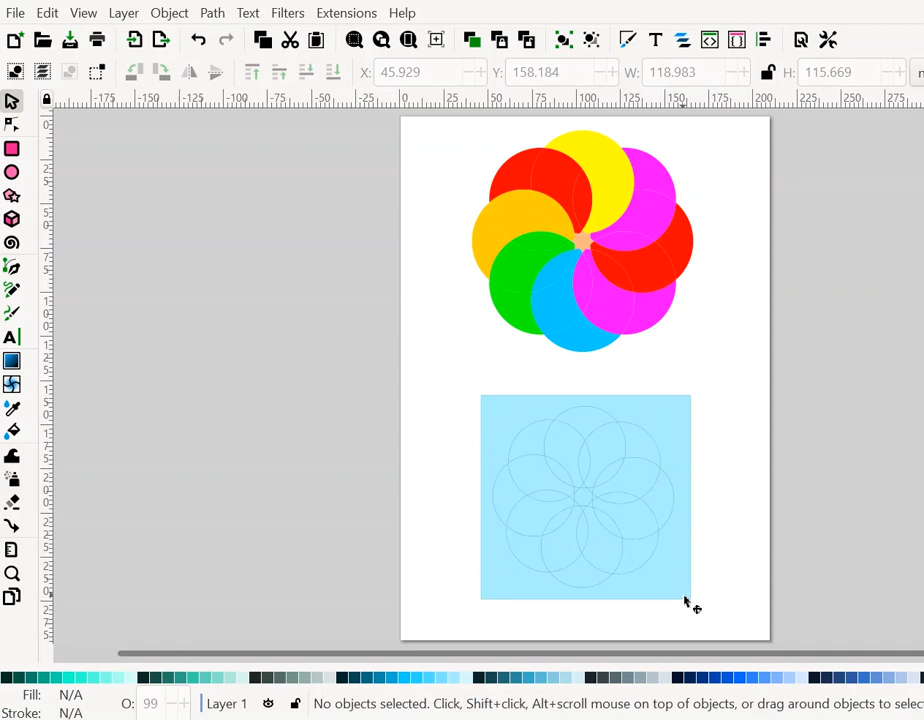 File Edit View Layer Object Path Text Filters Extensions Help
X: 45.929 Y: 158.184 W: 118.983 H: 115.669
-175 -150 -125 -100 -75 -50 -25 0 25 50 75 100 125 150 175 200 225 250 275
Fill: N/A O: 99 Layer 1 No objects selected. Click, Shift+click, Alt+scroll mouse on top of objects, or drag around objects to selec
Stroke: N/A